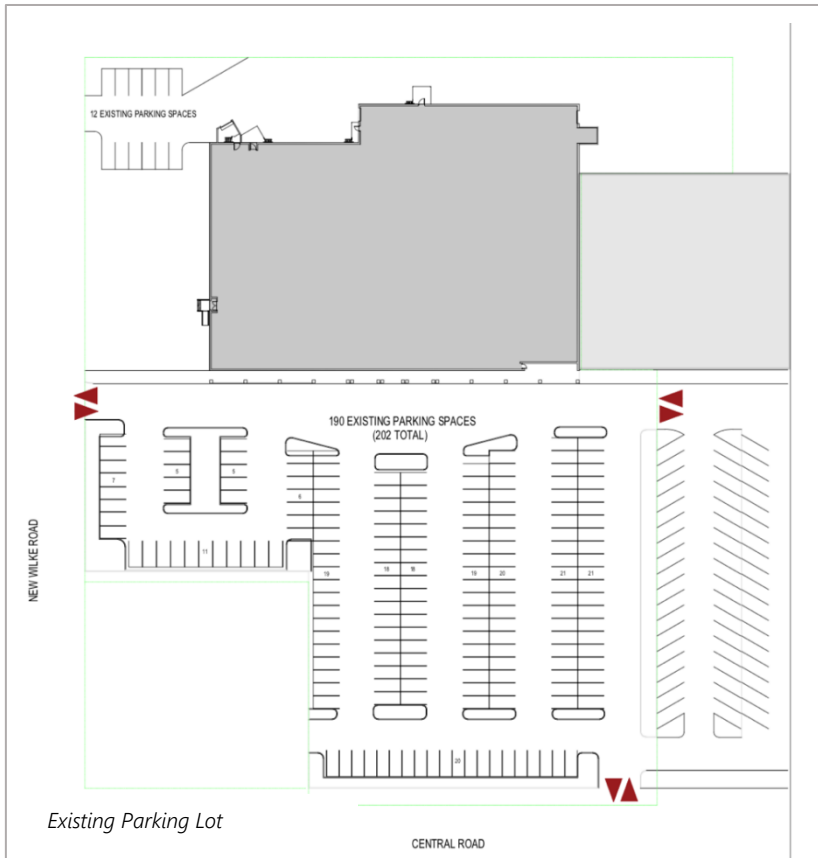 12 EXISTING PARKING SPACES
190 EXISTING PARKING SPACES
(202 TOTAL)
7
5
5
6
11
19
18
18
19
20
21
21
20
NEW WILKE ROAD
Existing Parking Lot
CENTRAL ROAD